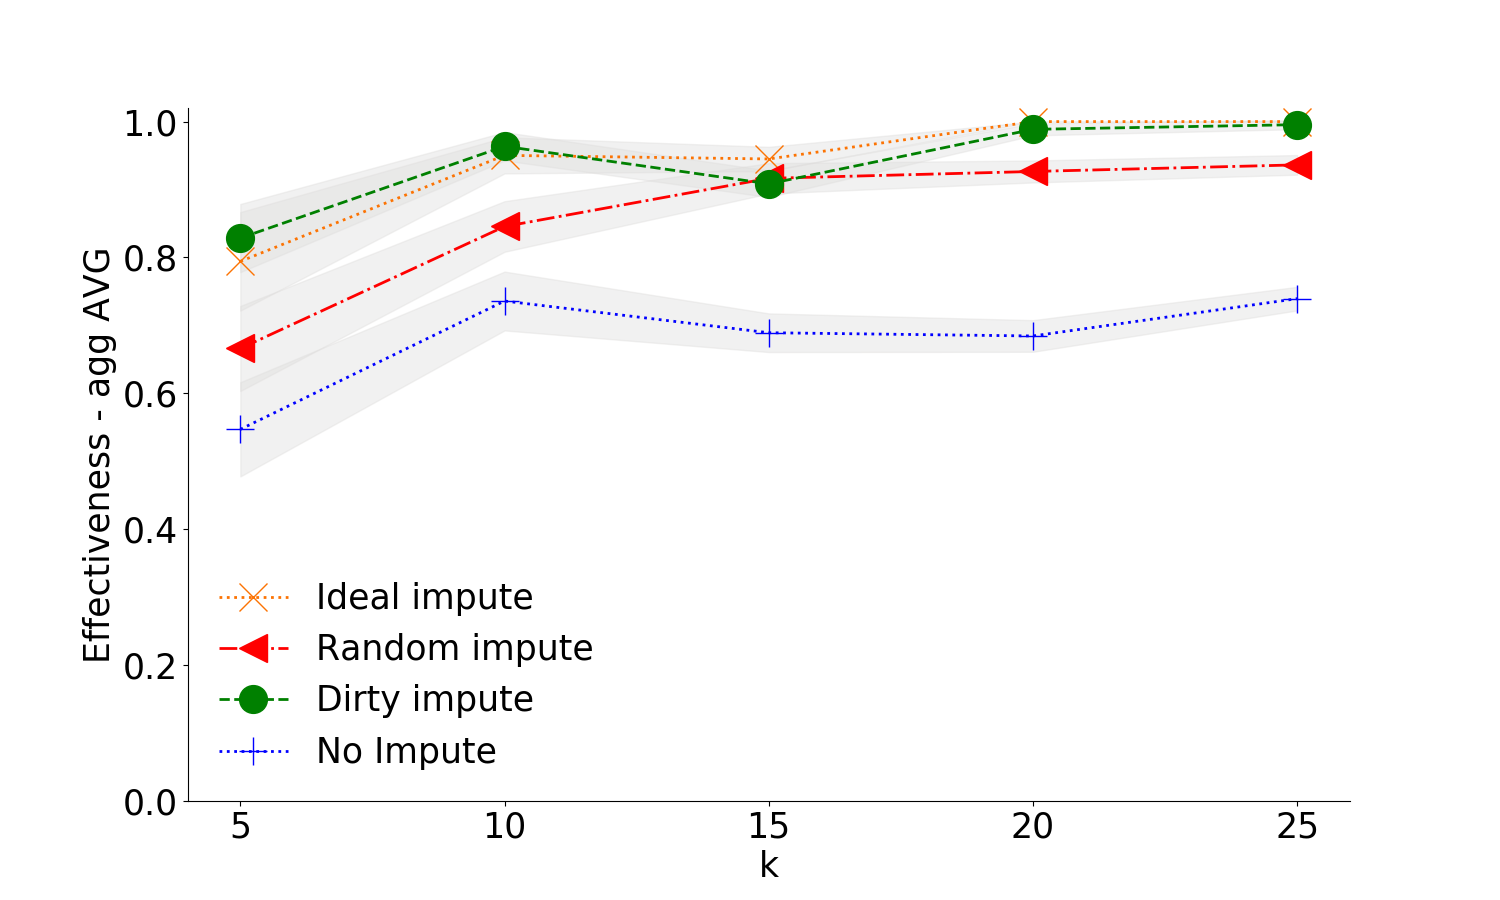 Effectiveness - agg AVG
1.0
0.8
0.6
0.4
0.2
0.0
Ideal impute
Random impute
Dirty impute
No Impute
5 10 15 20 25
k